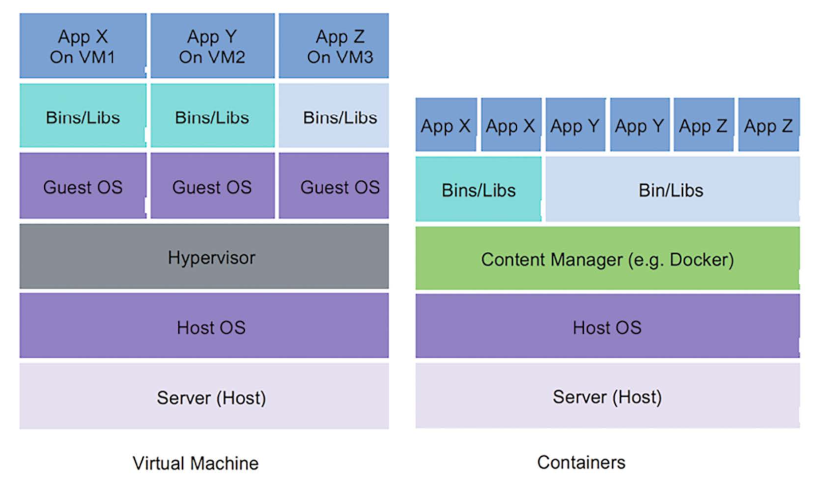 App X
On VM1
App Y
On VM2
App Z
On VM3
Bins/Libs
Bins/Libs
Bins/Libs
Guest OS
Guest OS
Guest OS
Hypervisor
Host OS
Server (Host)
Virtual Machine
App X
App X
App Y
App Y
App Z
App Z
Bins/Libs
Bin/Libs
Content Manager (e.g. Docker)
Host OS
Server (Host)
Containers